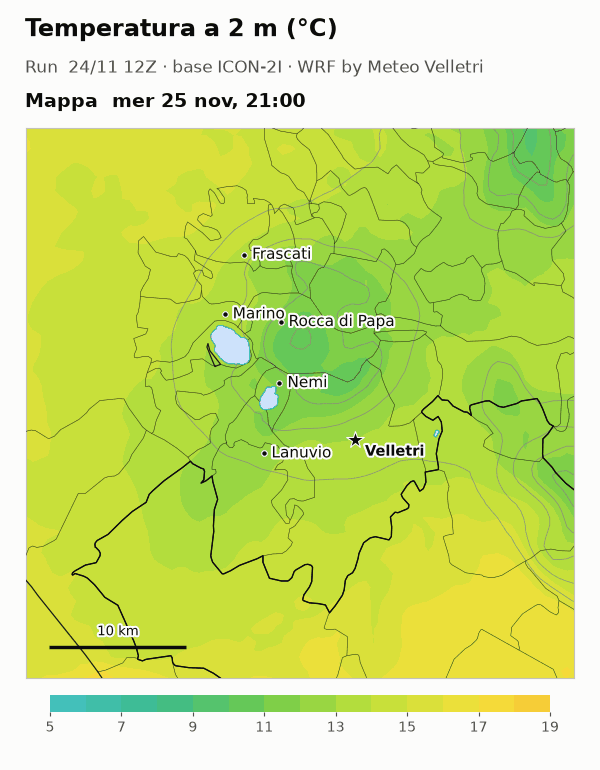 Temperatura a 2 m (°C)
Run 24/11 12Z · base ICON-2I · WRF by Meteo Velletri
Mappa mer 25 nov, 21:00
Frascati
Marino
Rocca di Papa
Nemi
Velletri
Lanuvio
10 km
5 7 9 11 13 15 17 19